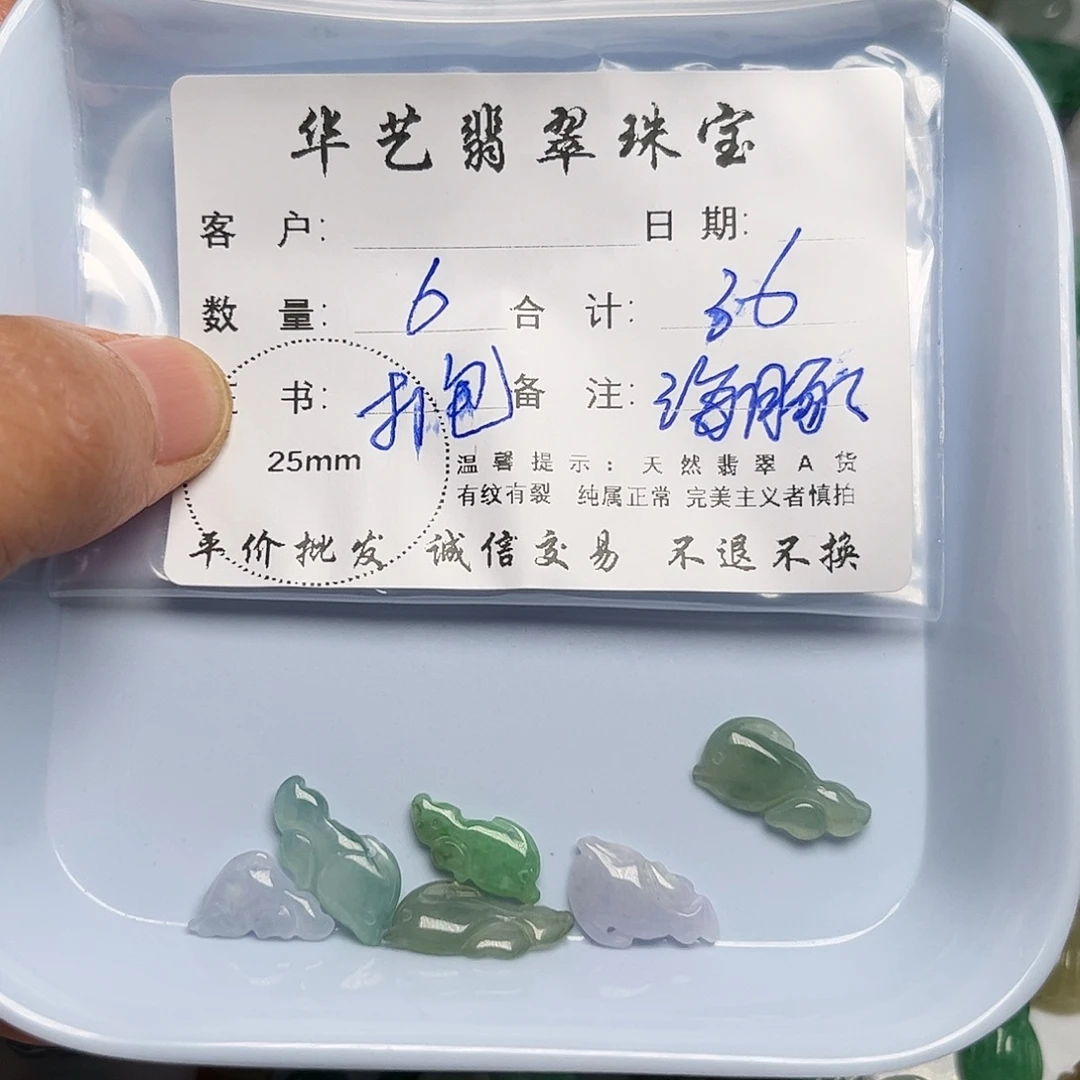 华艺翡翠珠宝
客 户: 日期:
数 量: 6 合 计: 36
书: 抱 备 注: 海豚
25mm 温馨提示:天然翡翠A货
有纹有裂 纯属正常 完美主义者慎拍
平价批发 诚信交易 不退不换